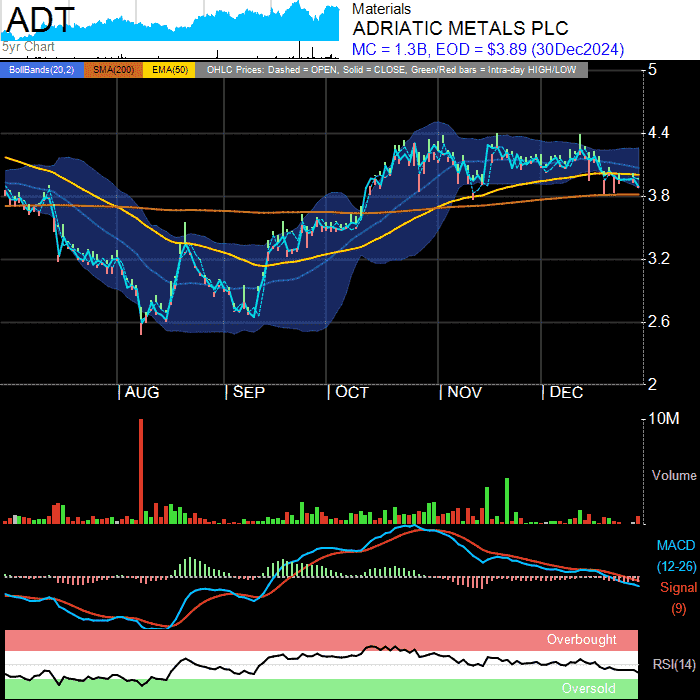 ADT
5yr Chart
Materials
ADRIATIC METALS PLC
MC = 1.3B, EOD = $3.89 (30Dec2024)
BollBands(20,2) SMA(200) EMA(50) OHLC Prices: Dashed = OPEN, Solid = CLOSE, Green/Red bars = Intra-day HIGH/LOW
5
4.4
3.8
3.2
2.6
2
AUG SEP OCT NOV DEC
10M
Volume
MACD
(12-26)
Signal
(9)
Overbought
RSI(14)
Oversold